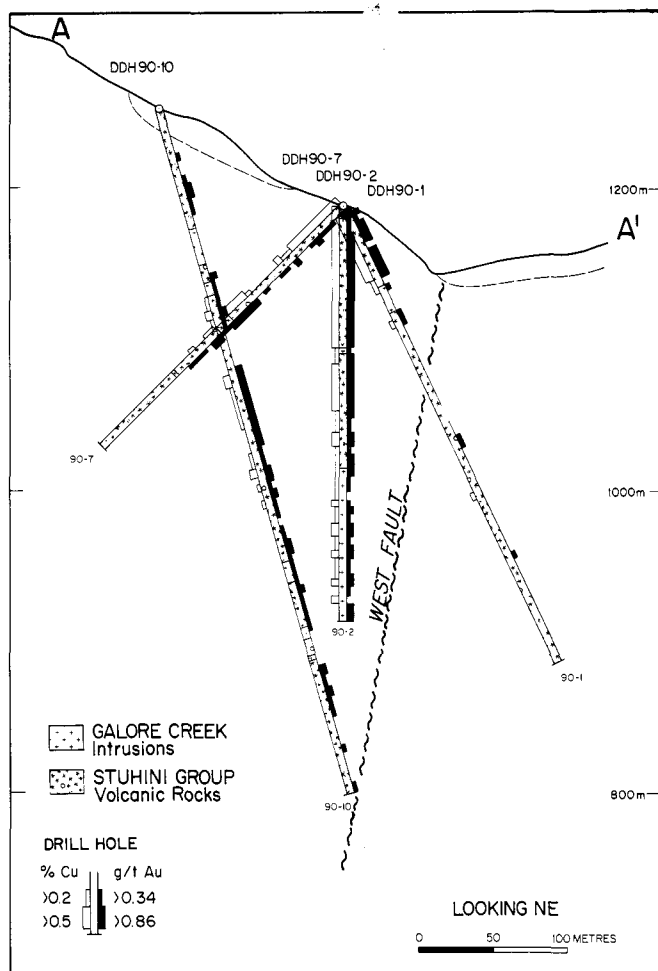 A
DDH90-10
DDH90-7
DDH90-2
DDH90-1
1200m
A'
90-7
1000m
WEST FAULT
90-2
90-1
GALORE CREEK
Intrusions
STUHINI GROUP
Volcanic Rocks
800m
90-10
DRILL HOLE
% Cu g/t Au
>0.2 >0.34
>0.5 >0.86
LOOKING NE
0 50 100 METRES